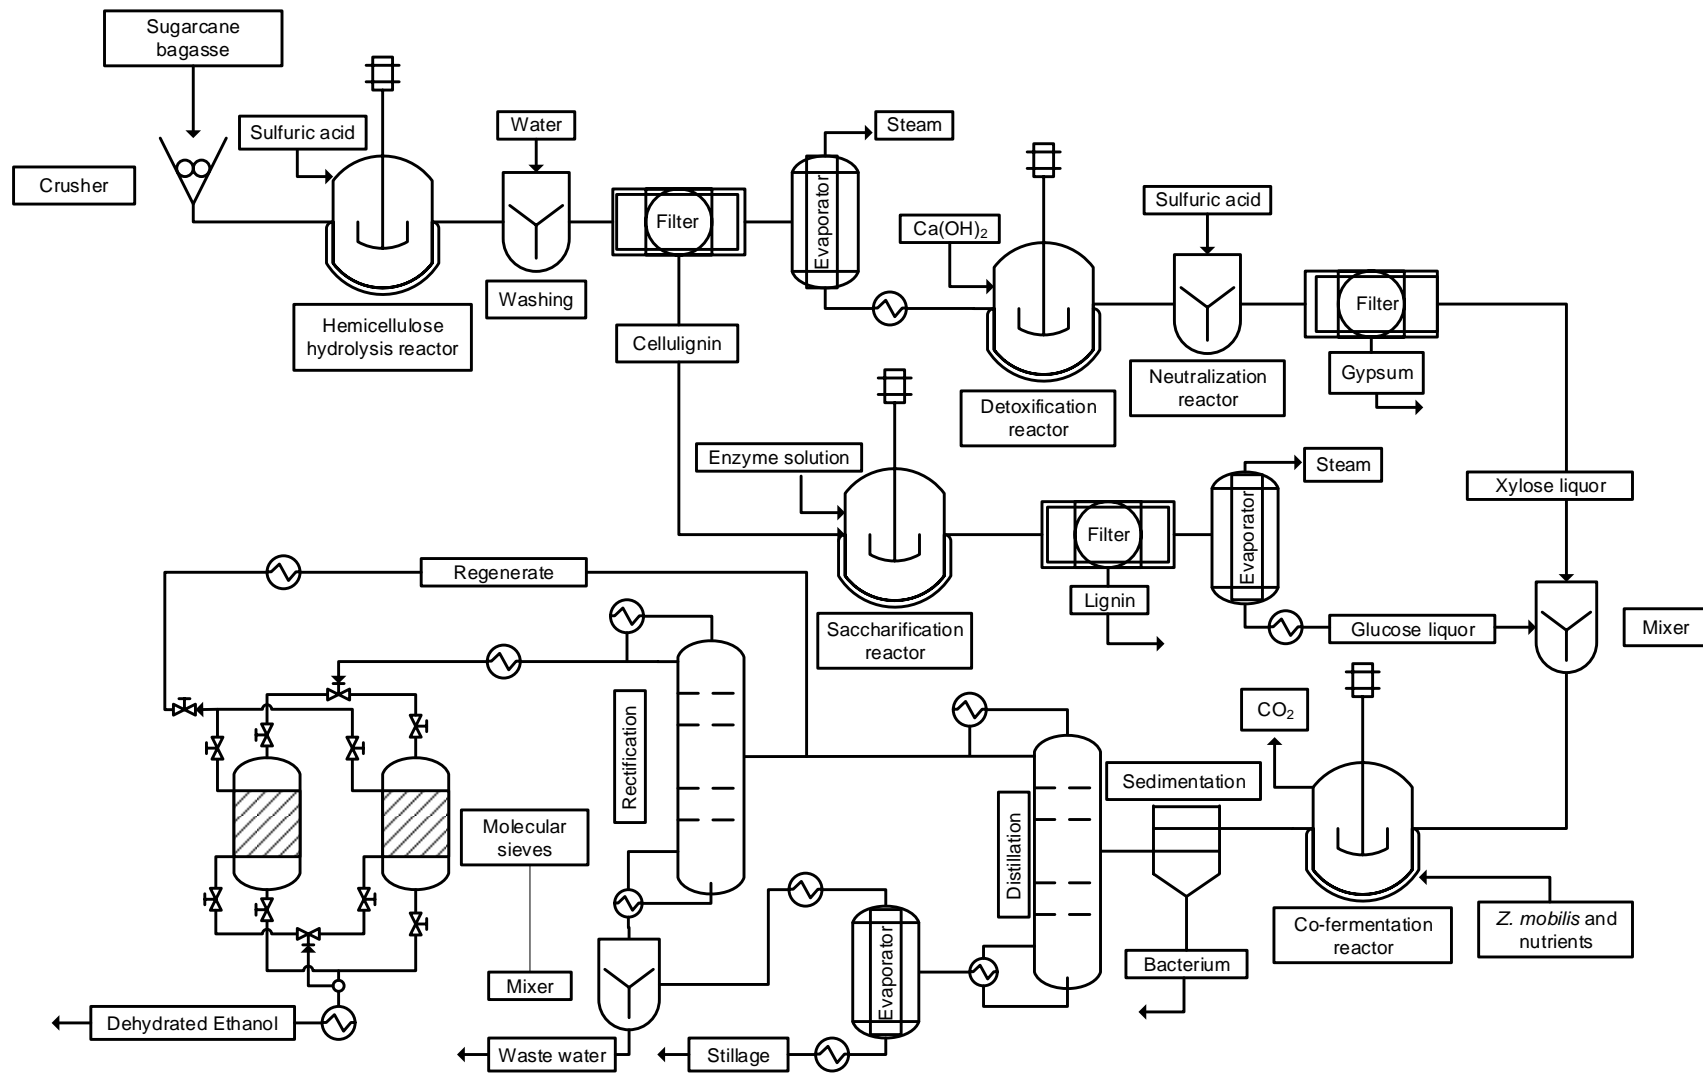 Sugarcane
bagasse
Sulfuric acid
Water
Steam
Crusher
Filter
Evaporator
Ca(OH)₂
Sulfuric acid
Washing
Filter
Hemicellulose
hydrolysis reactor
Cellulignin
Detoxification
reactor
Neutralization
reactor
Gypsum
Enzyme solution
Steam
Xylose liquor
Filter
Evaporator
Regenerate
Lignin
Saccharification
reactor
Glucose liquor
Mixer
Rectification
CO₂
Sedimentation
Molecular
sieves
Distillation
Z. mobilis and
nutrients
Co-fermentation
reactor
Bacterium
Mixer
Evaporator
Dehydrated Ethanol
Waste water
Stillage